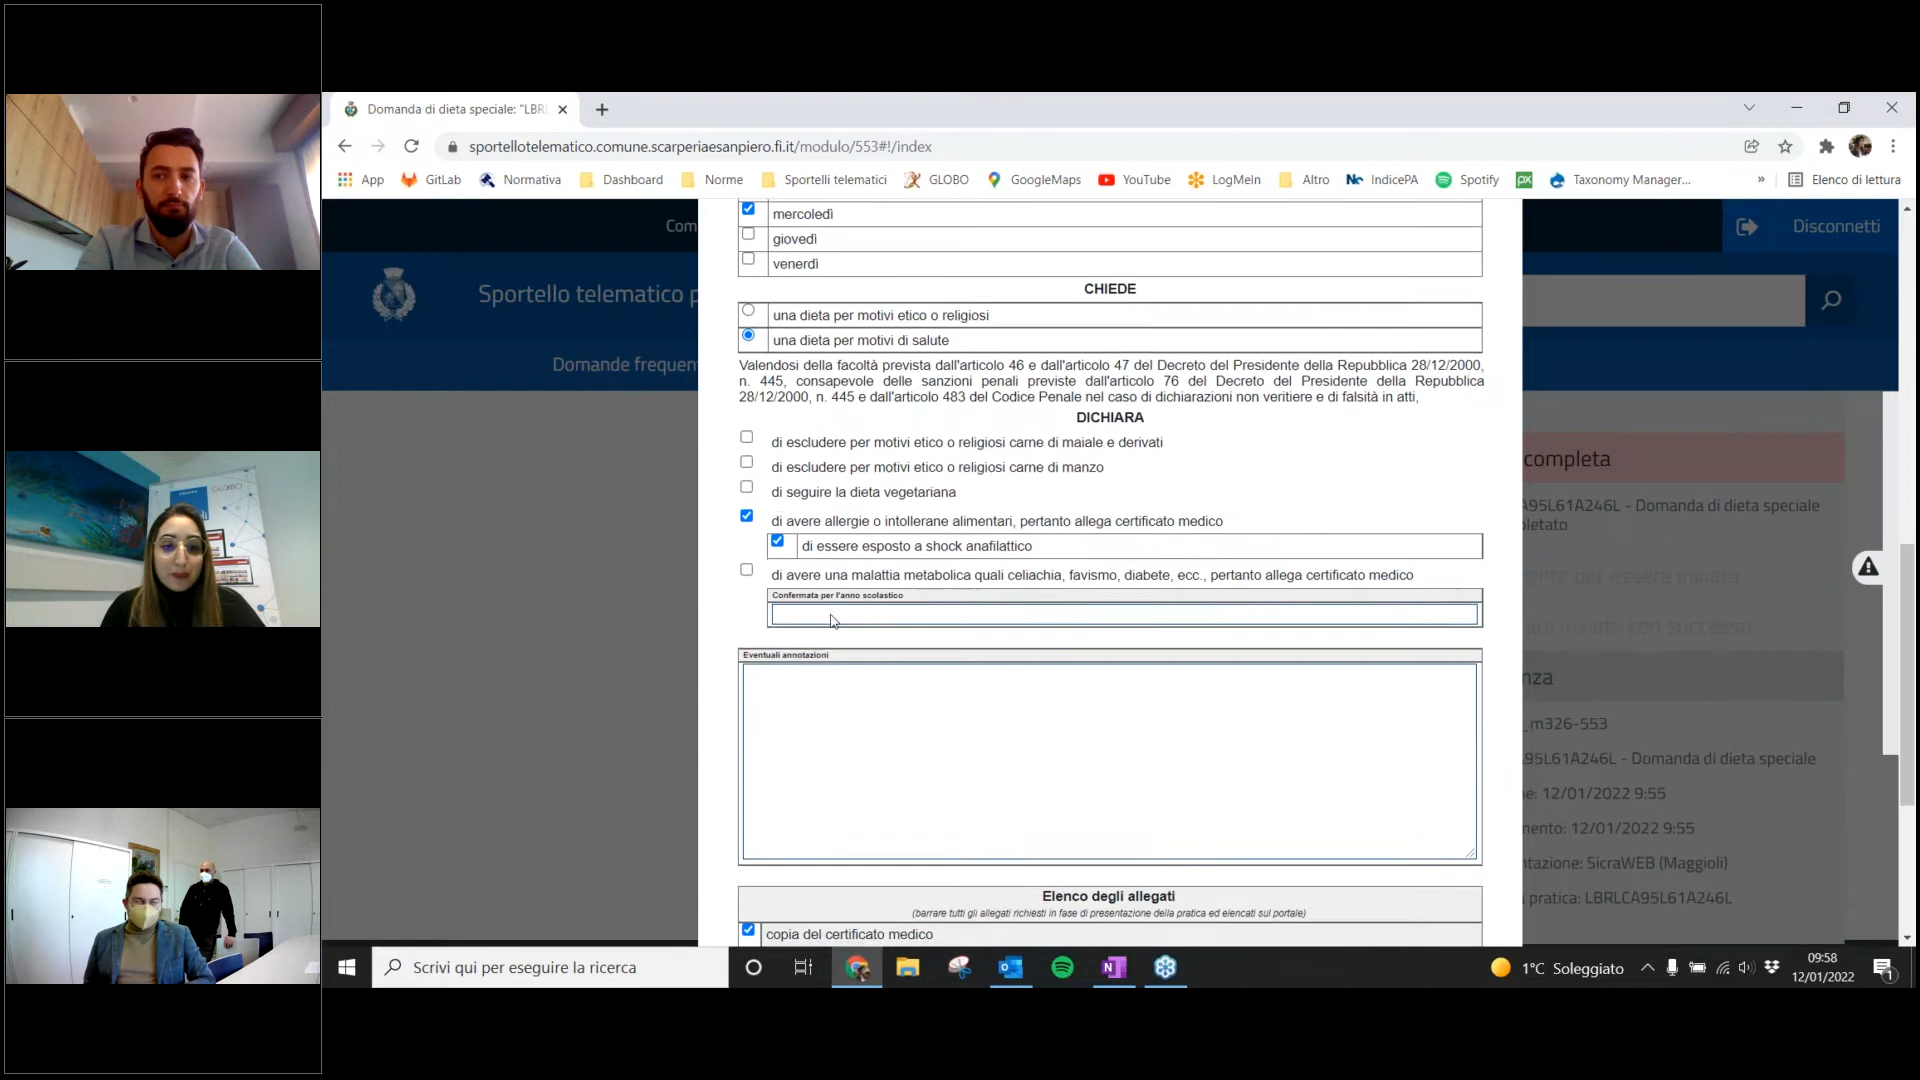 Domanda di dieta speciale: "LBR
sportellotelematico.comune.scarperiaesanpiero.fi.it/modulo/553#!/index
App GitLab Normativa Dashboard Norme Sportelli telematici GLOBO GoogleMaps YouTube LogMeIn Altro IndicePA Spotify Taxonomy Manager... » Elenco di lettura
Com
Disconnetti
Sportello telematico p
Domande frequen
mercoledì
giovedì
venerdì
CHIEDE
una dieta per motivi etico o religiosi
una dieta per motivi di salute
Valendosi della facoltà prevista dall'articolo 46 e dall'articolo 47 del Decreto del Presidente della Repubblica 28/12/2000,
n. 445, consapevole delle sanzioni penali previste dall'articolo 76 del Decreto del Presidente della Repubblica
28/12/2000, n. 445 e dall'articolo 483 del Codice Penale nel caso di dichiarazioni non veritiere e di falsità in atti,
DICHIARA
di escludere per motivi etico o religiosi carne di maiale e derivati
di escludere per motivi etico o religiosi carne di manzo
di seguire la dieta vegetariana
di avere allergie o intollerane alimentari, pertanto allega certificato medico
di essere esposto a shock anafilattico
di avere una malattia metabolica quali celiachia, favismo, diabete, ecc., pertanto allega certificato medico
Confermata per l'anno scolastico
Eventuali annotazioni
Elenco degli allegati
(barrare tutti gli allegati richiesti in fase di presentazione della pratica ed elencati sul portale)
copia del certificato medico
completa
A95L61A246L - Domanda di dieta speciale
pletato
per essere inviata
inviata con successo
nza
_m326-553
95L61A246L - Domanda di dieta speciale
ne: 12/01/2022 9:55
mento: 12/01/2022 9:55
ntazione: SicraWEB (Maggioli)
pratica: LBRLCA95L61A246L
GLOBO
Scrivi qui per eseguire la ricerca
1°C Soleggiato
09:58
12/01/2022
1